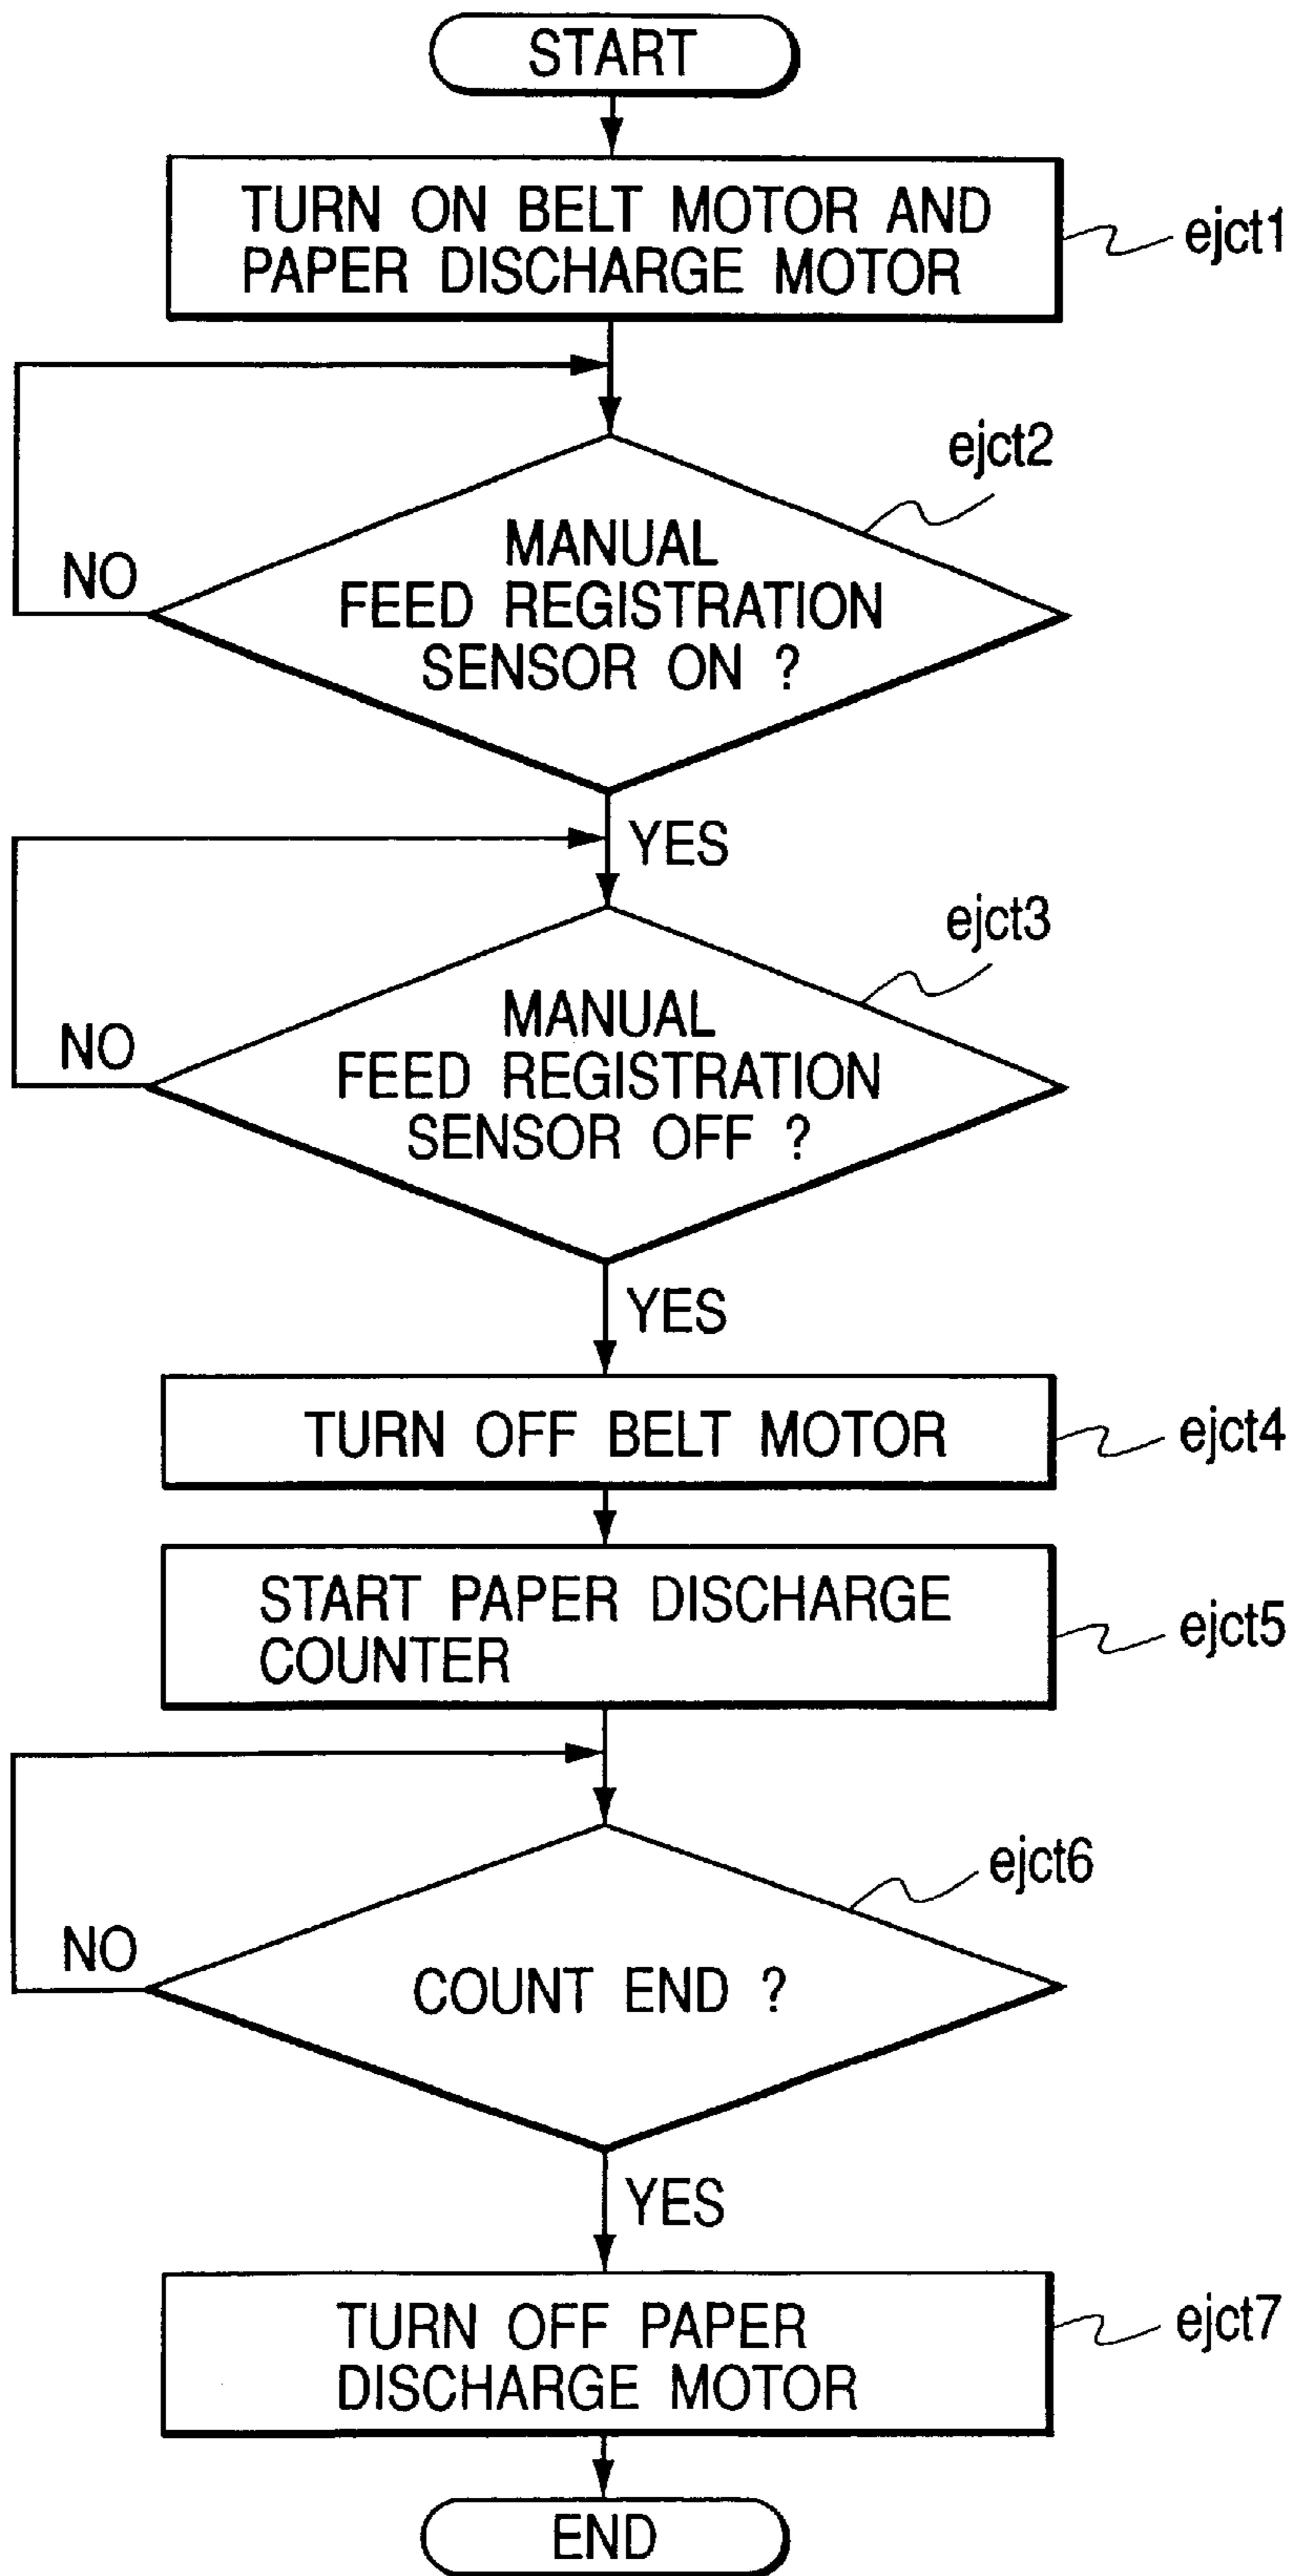 START
TURN ON BELT MOTOR AND
PAPER DISCHARGE MOTOR
ejct1
ejct2
MANUAL
FEED REGISTRATION
SENSOR ON ?
NO
YES
ejct3
MANUAL
FEED REGISTRATION
SENSOR OFF ?
NO
YES
TURN OFF BELT MOTOR
ejct4
START PAPER DISCHARGE
COUNTER
ejct5
ejct6
NO
COUNT END ?
YES
TURN OFF PAPER
DISCHARGE MOTOR
ejct7
END